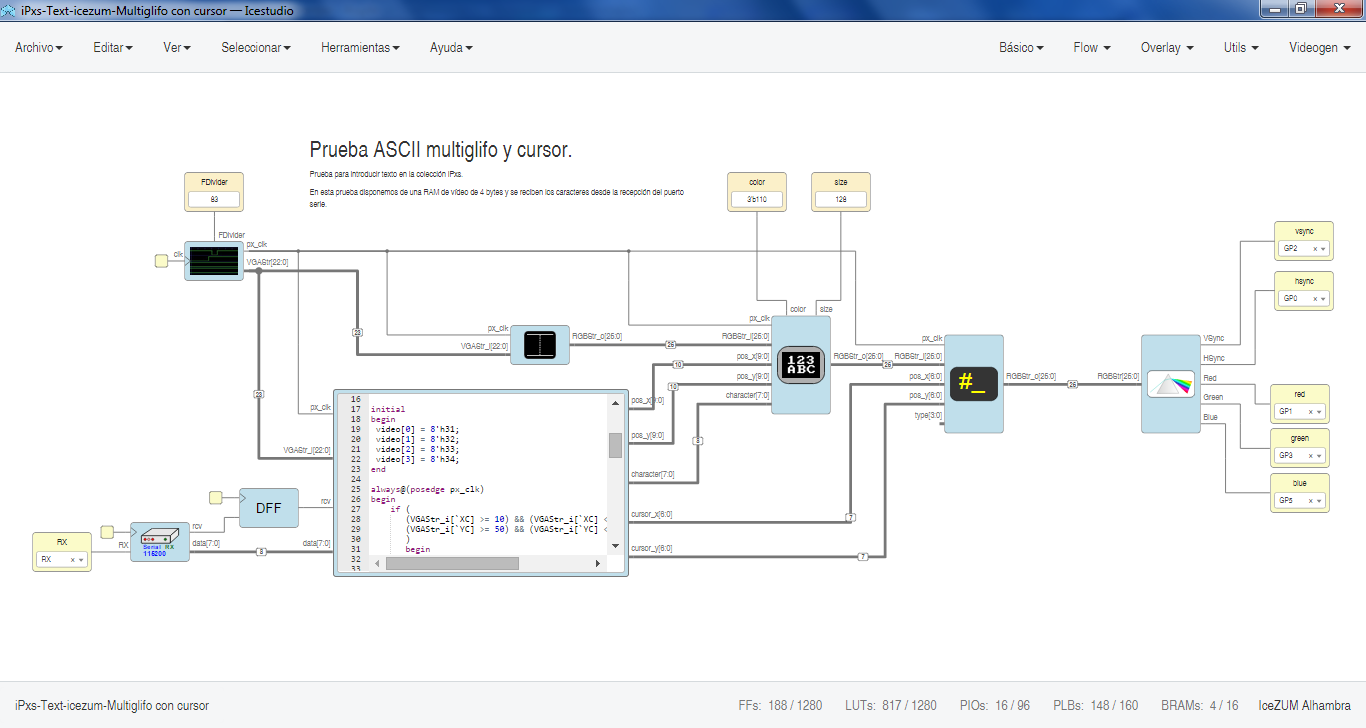 iPxs-Text-icezum-Multiglifo con cursor — Icestudio
Archivo Editar Ver Seleccionar Herramientas Ayuda Básico Flow Overlay Utils Videogen
Prueba ASCII multiglifo y cursor.
Prueba para introducir texto en la colección iPxs.
En esta prueba disponemos de una RAM de vídeo de 4 bytes y se reciben los caracteres desde la recepción del puerto
serie.
FDivider
83
FDivider
clk
px_clk
VGAStr[22:0]
23
23
px_clk
VGAStr_i[22:0]
RGBStr_o[25:0]
26
color
3'b110
size
128
color size
px_clk
RGBStr_i[25:0]
pos_x[9:0]
pos_y[9:0]
character[7:0]
10
10
8
123
ABC
RGBStr_o[25:0]
26
px_clk
RGBStr_i[25:0]
pos_x[6:0]
pos_y[6:0]
type[3:0]
#_
RGBStr_o[25:0]
26
RGBStr[25:0]
VSync
HSync
Red
Green
Blue
vsync
GP2
hsync
GP0
red
GP1
green
GP3
blue
GP5
px_clk
VGAStr_i[22:0]
rcv
data[7:0]
16
17 initial
18 begin
19 video[0] = 8'h31;
20 video[1] = 8'h32;
21 video[2] = 8'h33;
22 video[3] = 8'h34;
23 end
24
25 always@(posedge px_clk)
26 begin
27 if (
28 (VGAStr_i[`XC] >= 10) && (VGAStr_i[`XC] <
29 (VGAStr_i[`YC] >= 50) && (VGAStr_i[`YC] <
30 )
31 begin
32
33
pos_x[9:0]
pos_y[9:0]
character[7:0]
cursor_x[6:0]
7
cursor_y[6:0]
7
DFF
RX
RX
RX
Serial RX
115200
rcv
data[7:0]
8
iPxs-Text-icezum-Multiglifo con cursor
FFs: 188 / 1280 LUTs: 817 / 1280 PIOs: 16 / 96 PLBs: 148 / 160 BRAMs: 4 / 16 IceZUM Alhambra